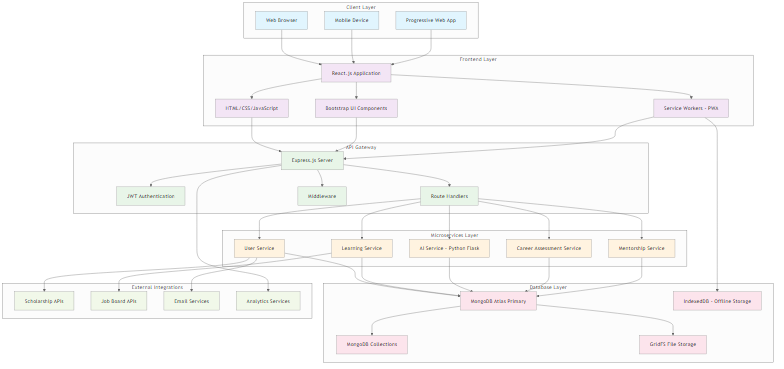 Client Layer
Web Browser
Mobile Device
Progressive Web App
Frontend Layer
React.js Application
HTML/CSS/JavaScript
Bootstrap UI Components
Service Workers - PWA
API Gateway
Express.js Server
JWT Authentication
Middleware
Route Handlers
Microservices Layer
User Service
Learning Service
AI Service - Python Flask
Career Assessment Service
Mentorship Service
External Integrations
Scholarship APIs
Job Board APIs
Email Services
Analytics Services
Database Layer
MongoDB Atlas Primary
IndexedDB - Offline Storage
MongoDB Collections
GridFS File Storage